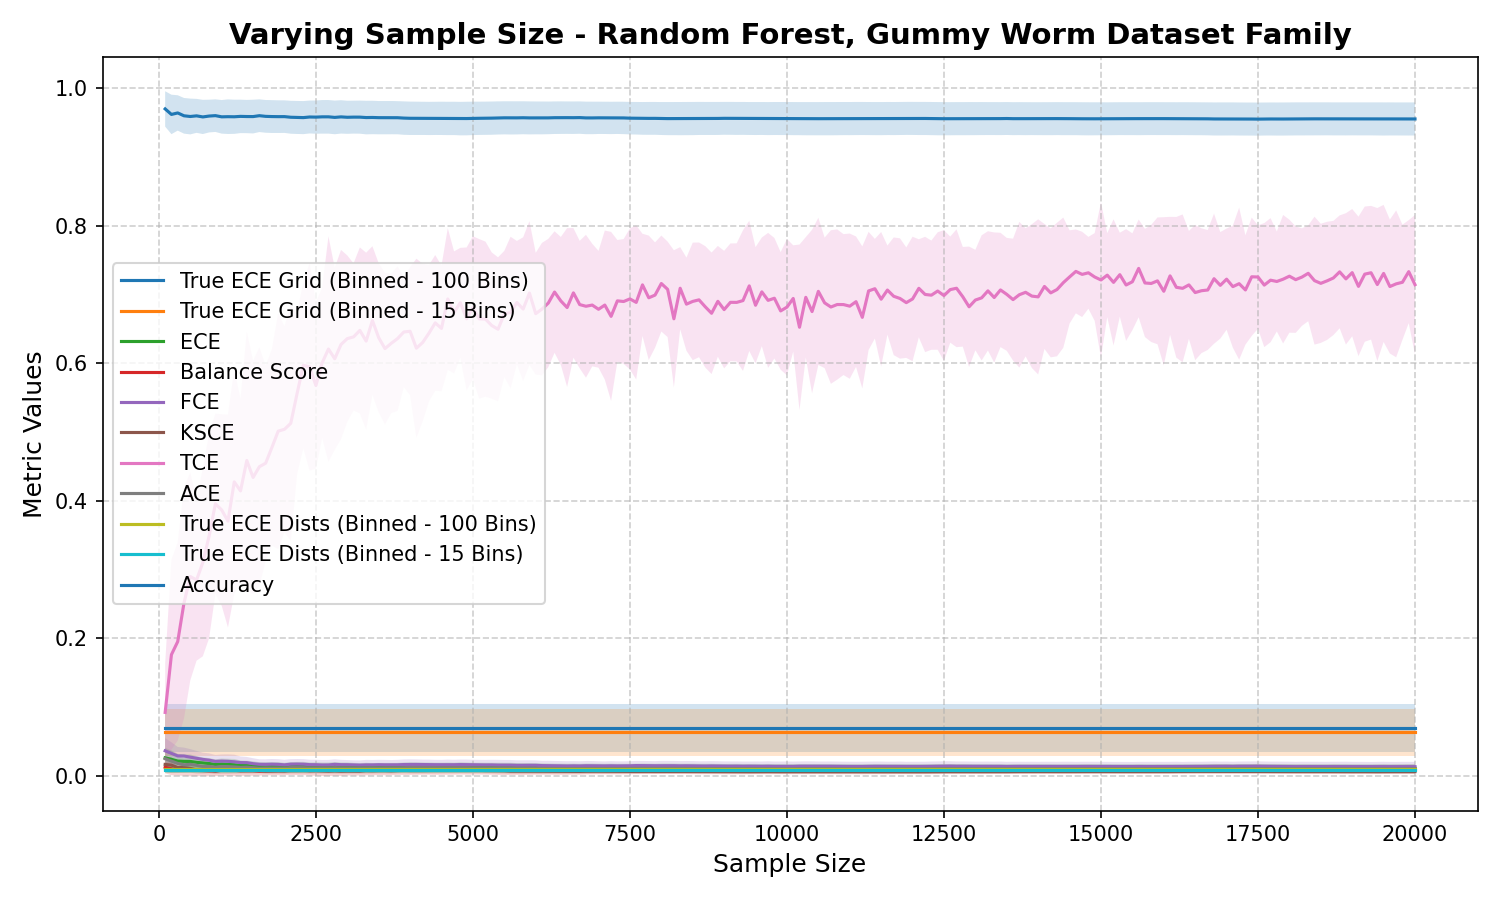 Varying Sample Size - Random Forest, Gummy Worm Dataset Family
Metric Values
1.0
0.8
0.6
0.4
0.2
0.0
True ECE Grid (Binned - 100 Bins)
True ECE Grid (Binned - 15 Bins)
ECE
Balance Score
FCE
KSCE
TCE
ACE
True ECE Dists (Binned - 100 Bins)
True ECE Dists (Binned - 15 Bins)
Accuracy
0 2500 5000 7500 10000 12500 15000 17500 20000
Sample Size